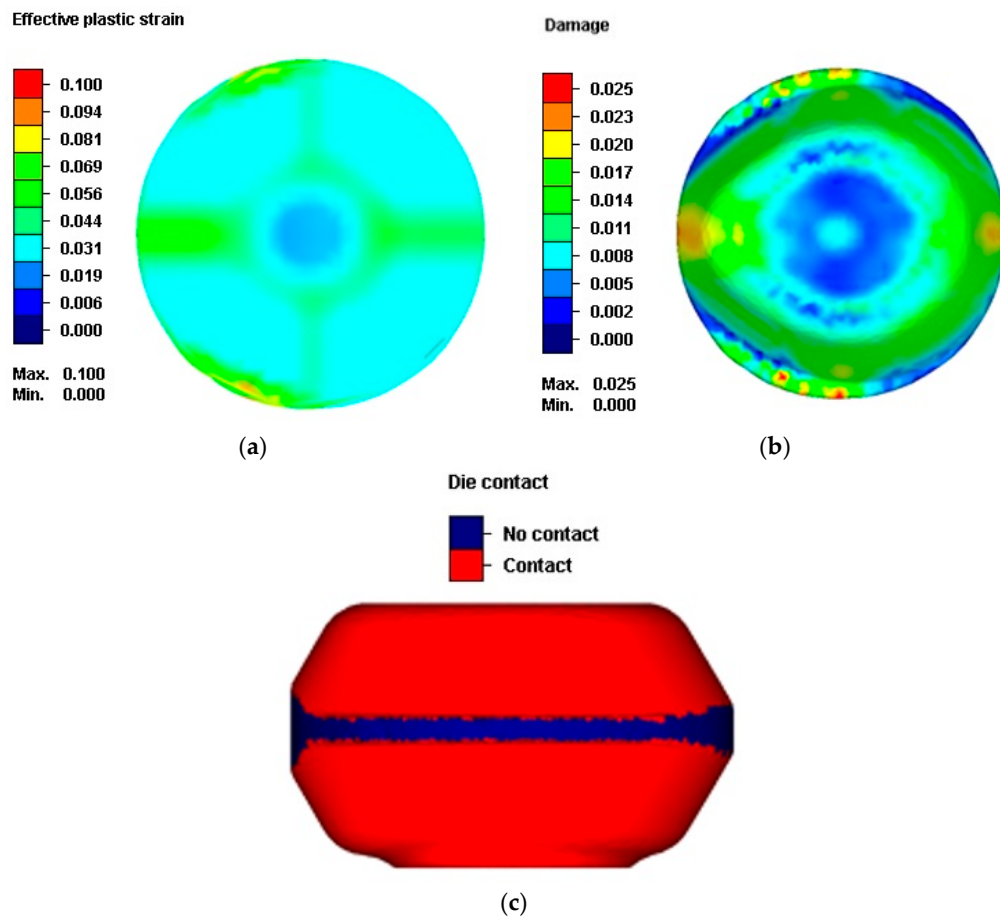 Effective plastic strain
0.100
0.094
0.081
0.069
0.056
0.044
0.031
0.019
0.006
0.000
Max. 0.100
Min. 0.000
(a)
Damage
0.025
0.023
0.020
0.017
0.014
0.011
0.008
0.005
0.002
0.000
Max. 0.025
Min. 0.000
(b)
Die contact
No contact
Contact
(c)